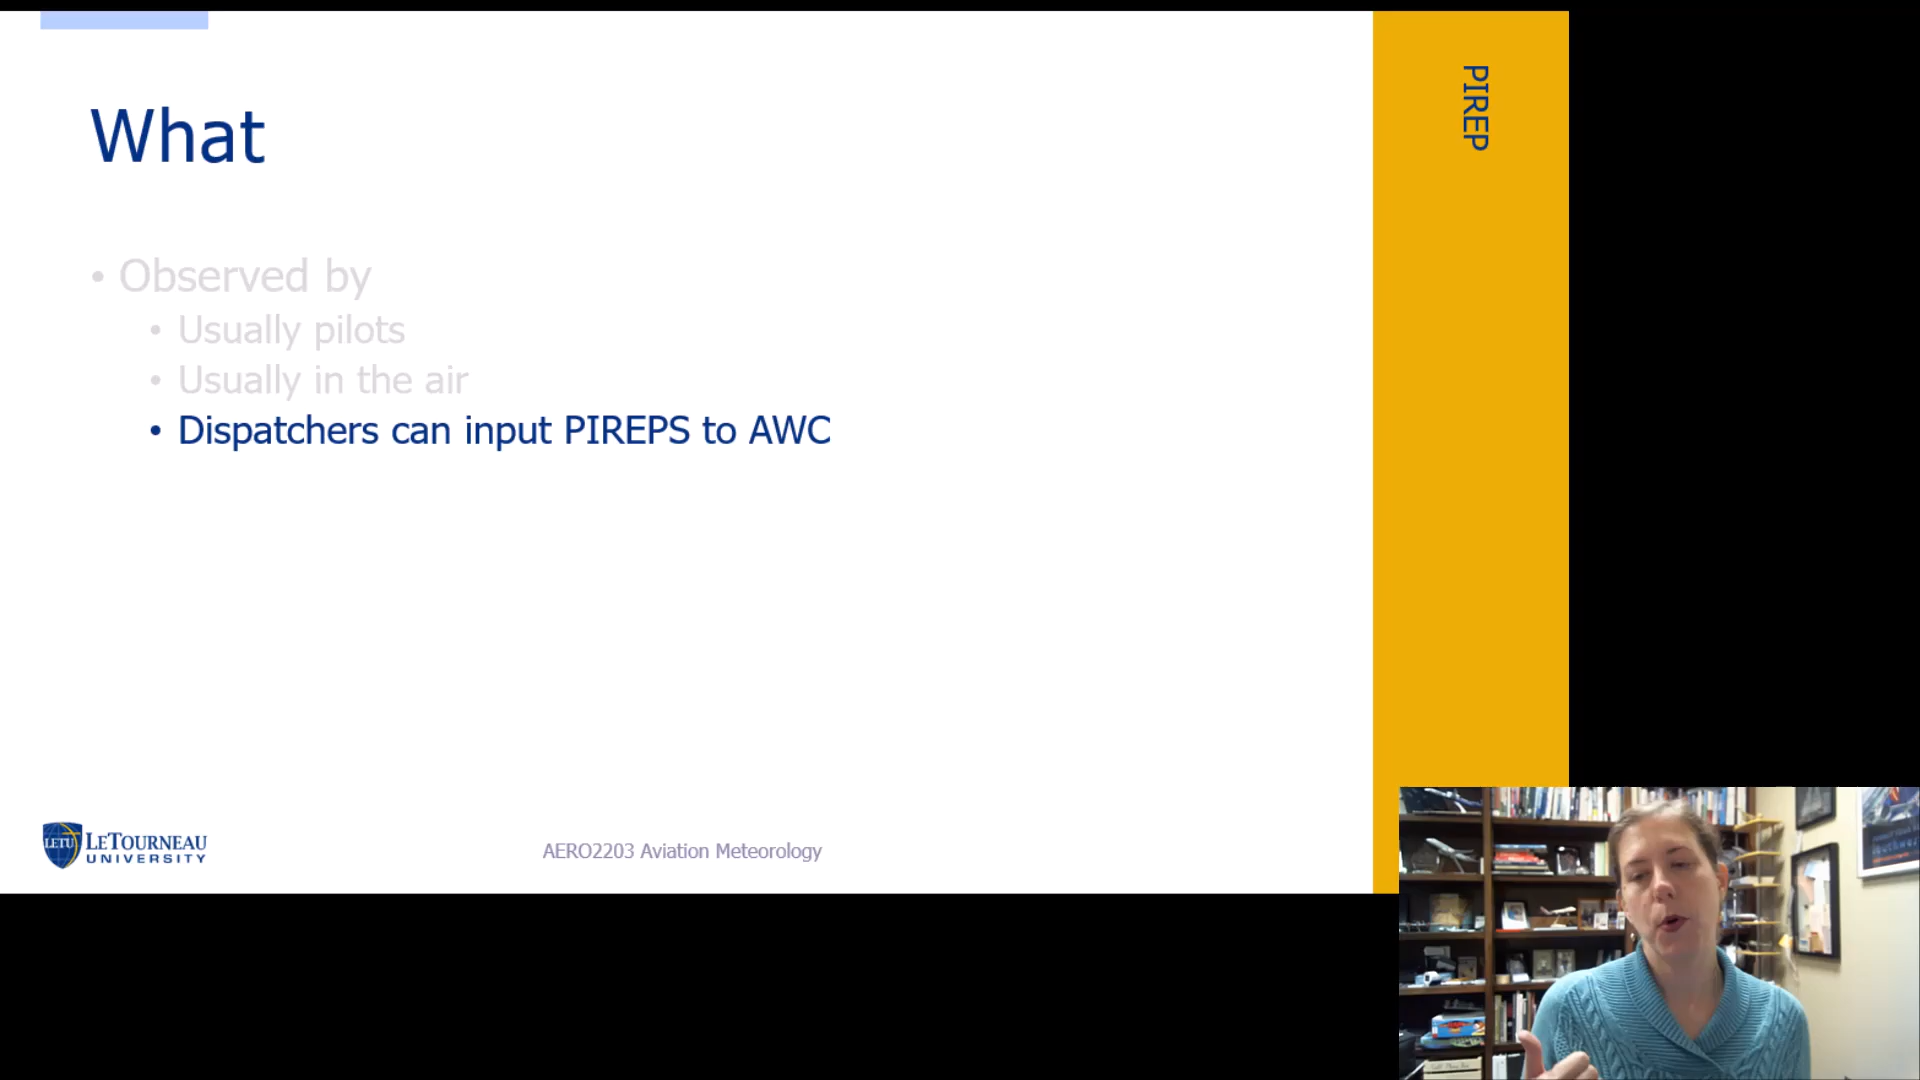 What
PIREP
• Observed by
• Usually pilots
• Usually in the air
• Dispatchers can input PIREPS to AWC
LETU
LETOURNEAU
UNIVERSITY
AERO2203 Aviation Meteorology